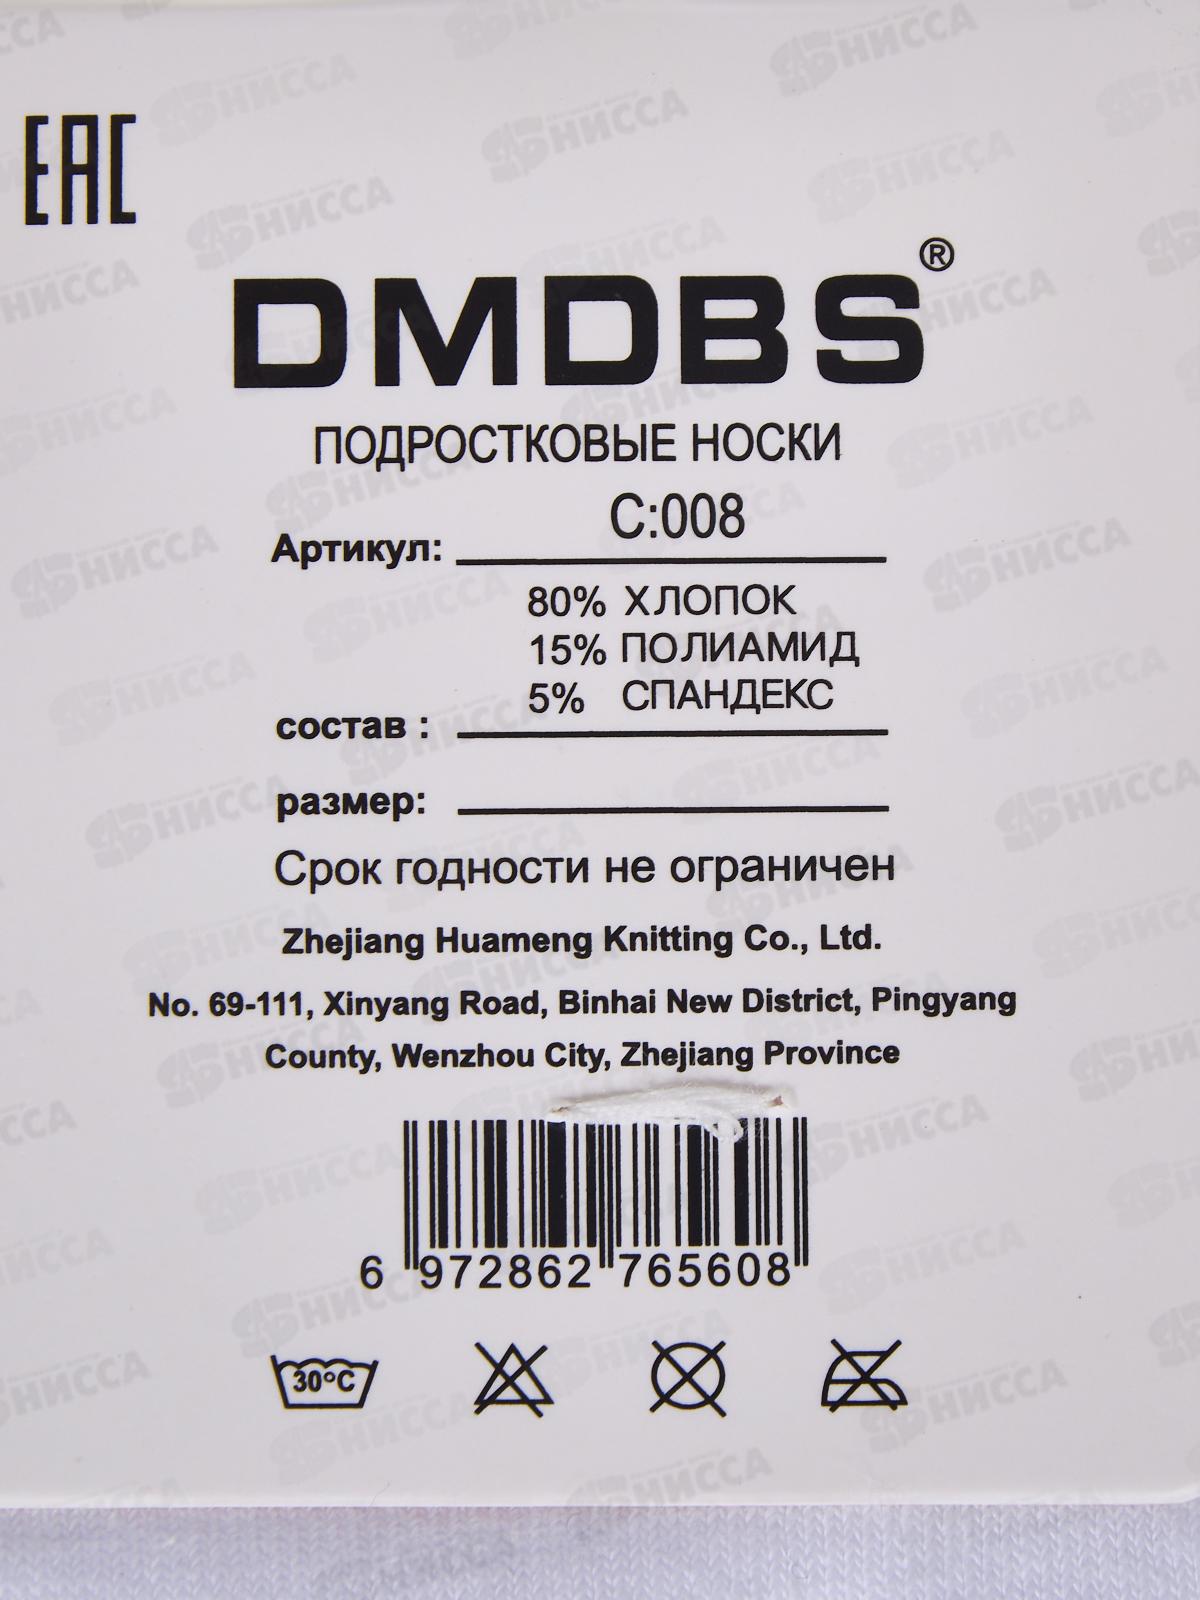 EAC
DMDBS®
ПОДРОСТКОВЫЕ НОСКИ
Артикул: C:008
80% ХЛОПОК
15% ПОЛИАМИД
5% СПАНДЕКС
состав :
размер:
Срок годности не ограничен
Zhejiang Huameng Knitting Co., Ltd.
No. 69-111, Xinyang Road, Binhai New District, Pingyang
County, Wenzhou City, Zhejiang Province
6 972862 765608
30°C
НИССА